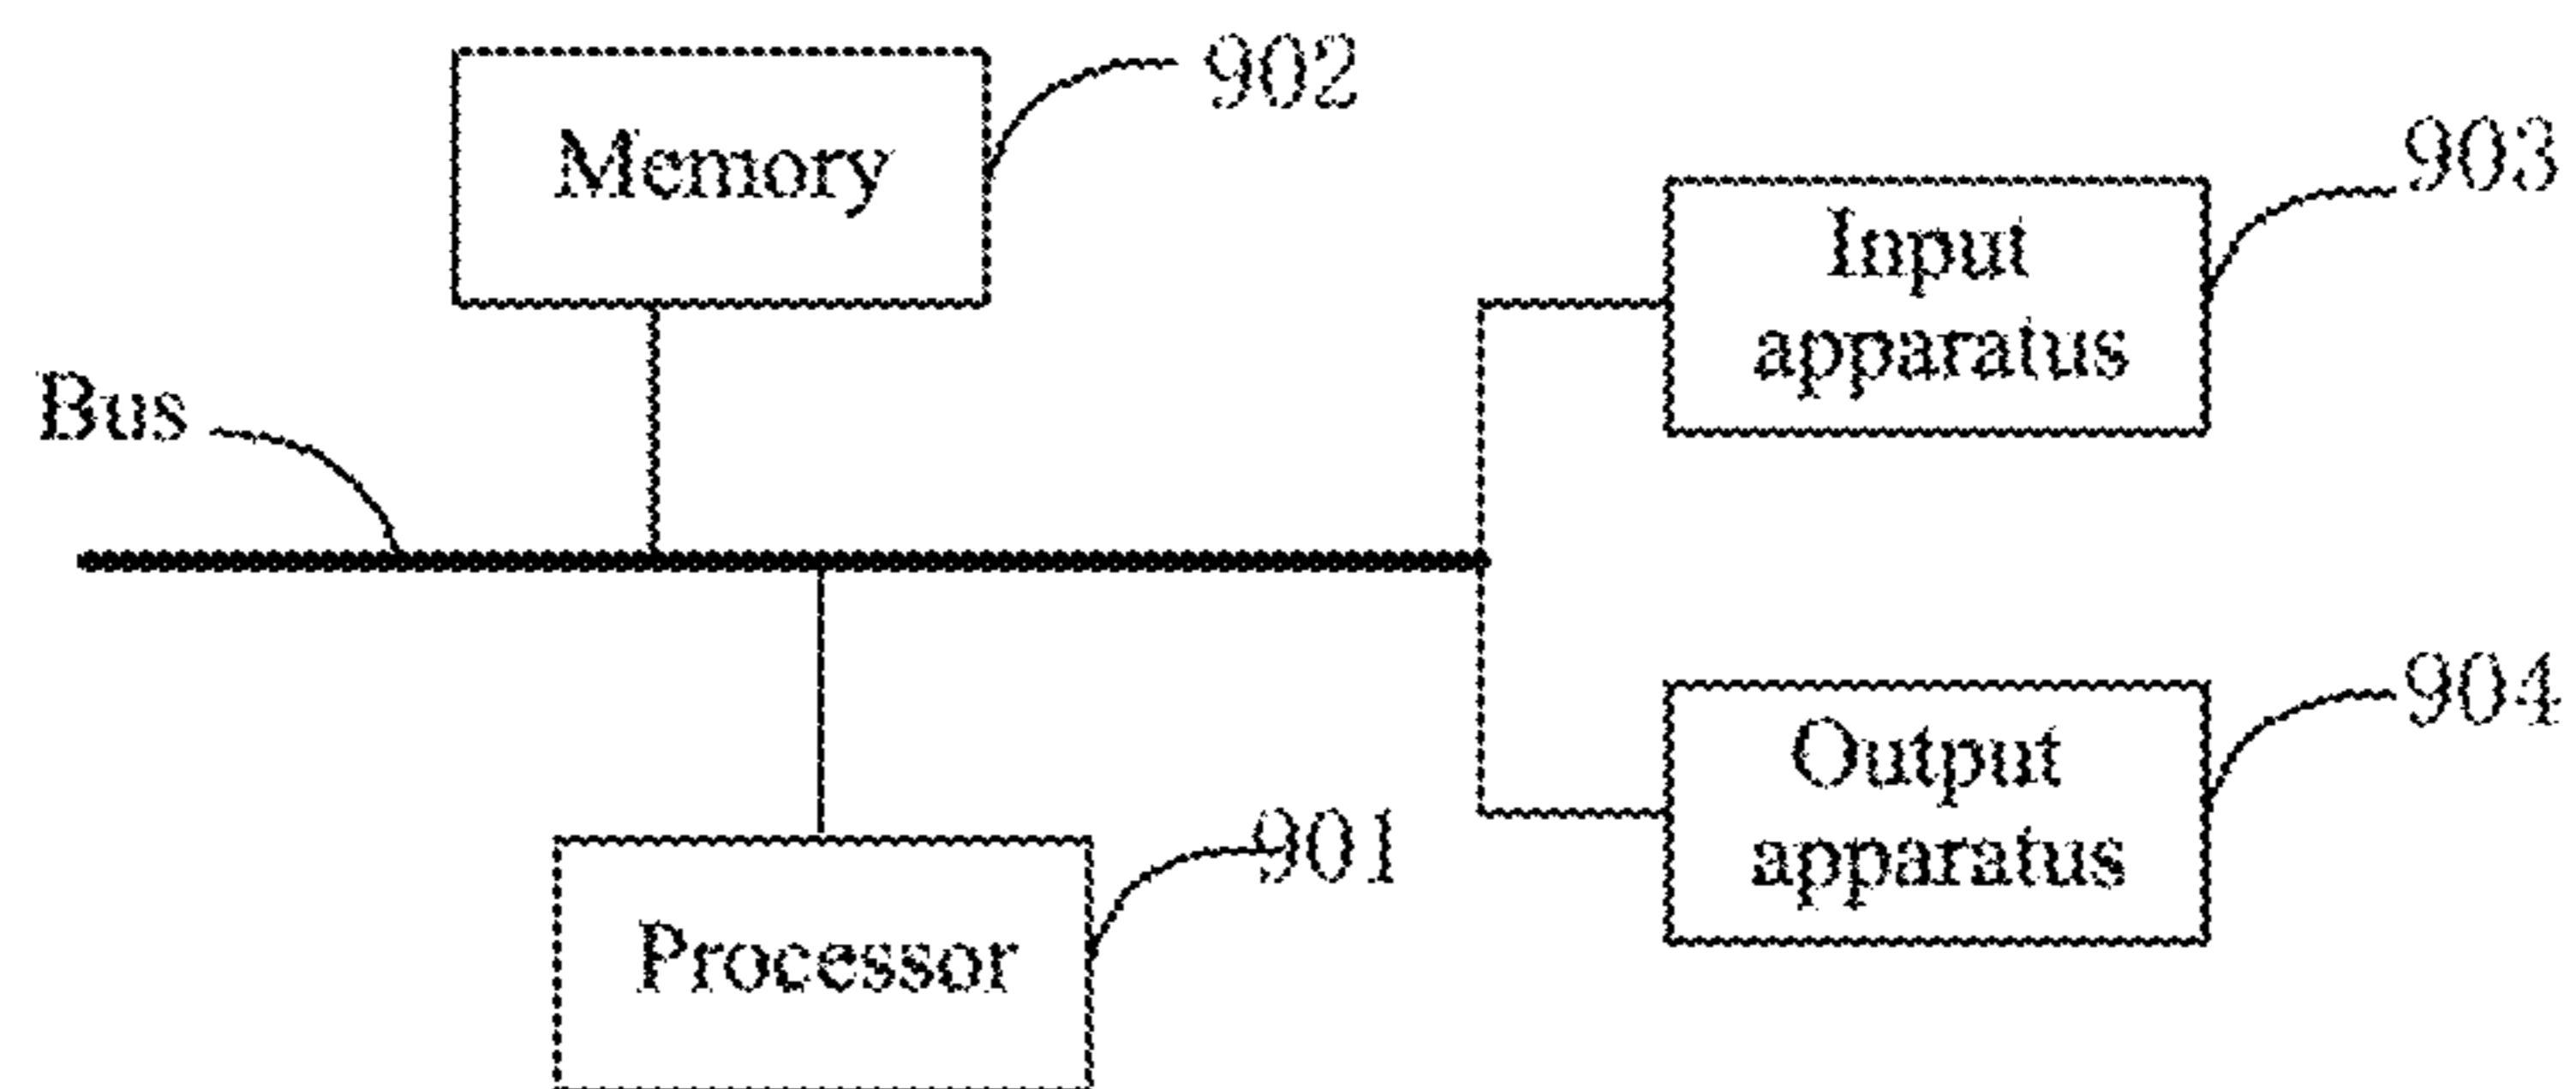 902
Memory
903
Input
apparatus
Bus
904
Output
apparatus
901
Processor